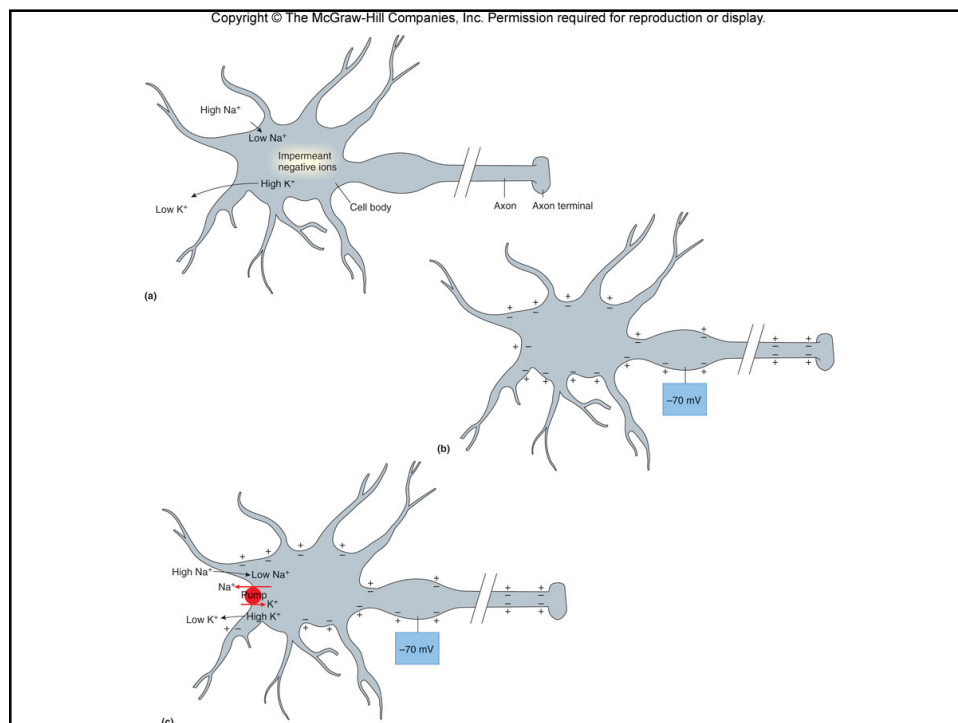 Copyright © The McGraw-Hill Companies, Inc. Permission required for reproduction or display.
High Na⁺
Low Na⁺
Impermeant
negative ions
High K⁺
Low K⁺
Cell body
Axon
Axon terminal
(a)
+ + + +
− − − −
+ −
+ +
− −
+ +
− −
− −
+ +
− − − − −
+ + + + +
− − −
+ + +
–70 mV
(b)
+ + + +
− − − −
High Na⁺
Low Na⁺
Na⁺
Pump
K⁺
Low K⁺
High K⁺
+ −
+ +
− −
+ +
− −
− −
+ +
− − − −
+ + + +
− − −
+ + +
–70 mV
(c)